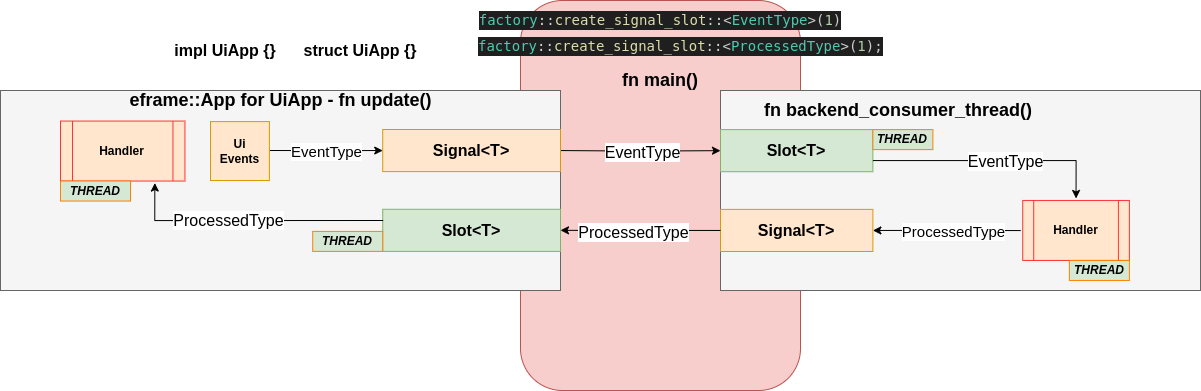 factory::create_signal_slot::<EventType>(1)
factory::create_signal_slot::<ProcessedType>(1);
impl UiApp {}
struct UiApp {}
fn main()
eframe::App for UiApp - fn update()
fn backend_consumer_thread()
Handler
THREAD
Ui
Events
EventType
Signal<T>
EventType
Slot<T>
THREAD
EventType
ProcessedType
Slot<T>
THREAD
ProcessedType
Signal<T>
ProcessedType
Handler
THREAD